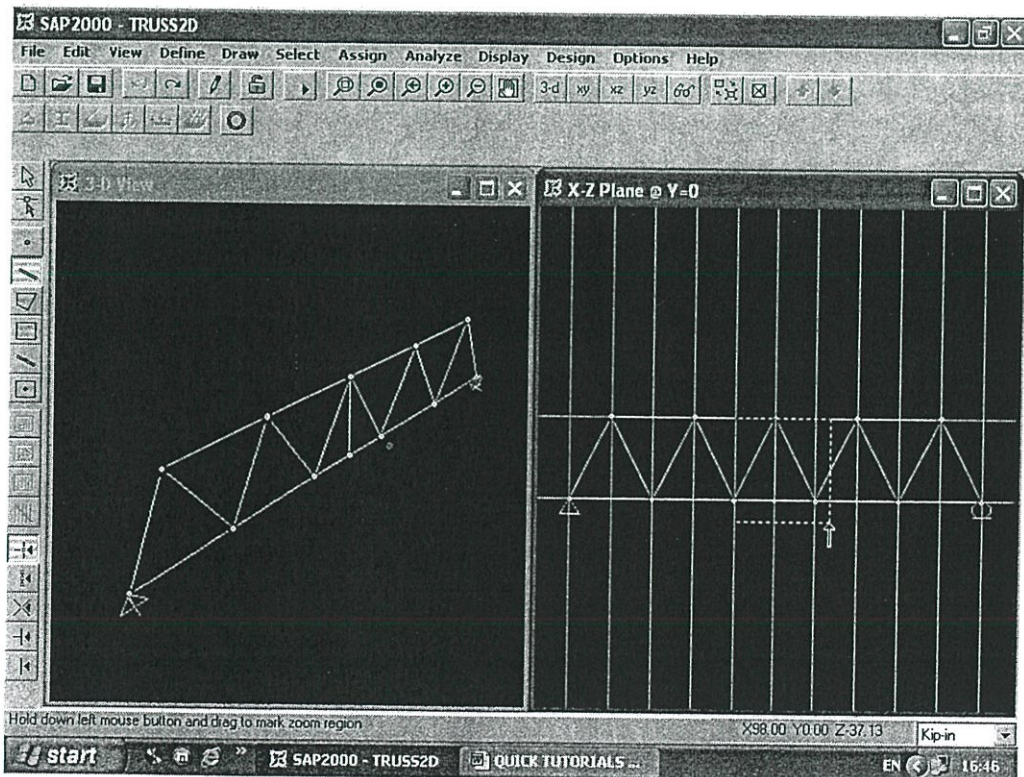 SAP2000 - TRUSS2D
File Edit View Define Draw Select Assign Analyze Display Design Options Help
3-d xy xz yz
3-D View
X-Z Plane @ Y=0
Hold down left mouse button and drag to mark zoom region
X98.00 Y0.00 Z-37.13
Kip-in
start
SAP2000 - TRUSS2D
QUICK TUTORIALS ...
EN
16:46